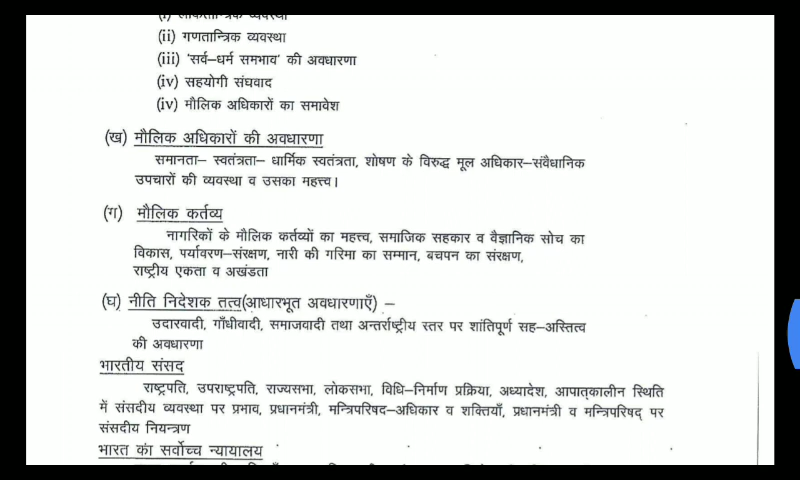 (i) लोकतान्त्रिक व्यवस्था
(ii) गणतान्त्रिक व्यवस्था
(iii) 'सर्व–धर्म समभाव' की अवधारणा
(iv) सहयोगी संघवाद
(iv) मौलिक अधिकारों का समावेश
(ख) मौलिक अधिकारों की अवधारणा
समानता– स्वतंत्रता– धार्मिक स्वतंत्रता, शोषण के विरुद्ध मूल अधिकार–संवैधानिक
उपचारों की व्यवस्था व उसका महत्त्व।
(ग) मौलिक कर्तव्य
नागरिकों के मौलिक कर्तव्यों का महत्त्व, समाजिक सहकार व वैज्ञानिक सोच का
विकास, पर्यावरण–संरक्षण, नारी की गरिमा का सम्मान, बचपन का संरक्षण,
राष्ट्रीय एकता व अखंडता
(घ) नीति निदेशक तत्व(आधारभूत अवधारणाएँ) –
उदारवादी, गाँधीवादी, समाजवादी तथा अन्तर्राष्ट्रीय स्तर पर शांतिपूर्ण सह–अस्तित्व
की अवधारणा
भारतीय संसद
राष्ट्रपति, उपराष्ट्रपति, राज्यसभा, लोकसभा, विधि–निर्माण प्रक्रिया, अध्यादेश, आपात्कालीन स्थिति
में संसदीय व्यवस्था पर प्रभाव, प्रधानमंत्री, मन्त्रिपरिषद–अधिकार व शक्तियाँ, प्रधानमंत्री व मन्त्रिपरिषद् पर
संसदीय नियन्त्रण
भारत का सर्वोच्च न्यायालय